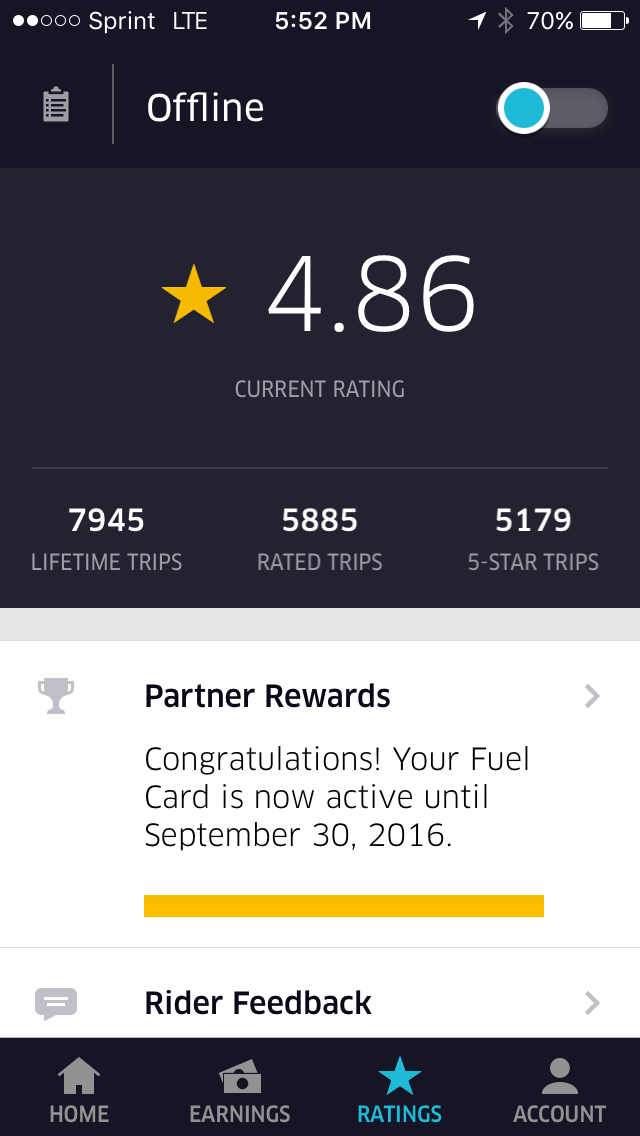 Sprint LTE 5:52 PM 70%
Offline
4.86
CURRENT RATING
7945 5885 5179
LIFETIME TRIPS RATED TRIPS 5-STAR TRIPS
Partner Rewards
Congratulations! Your Fuel
Card is now active until
September 30, 2016.
Rider Feedback
HOME EARNINGS RATINGS ACCOUNT